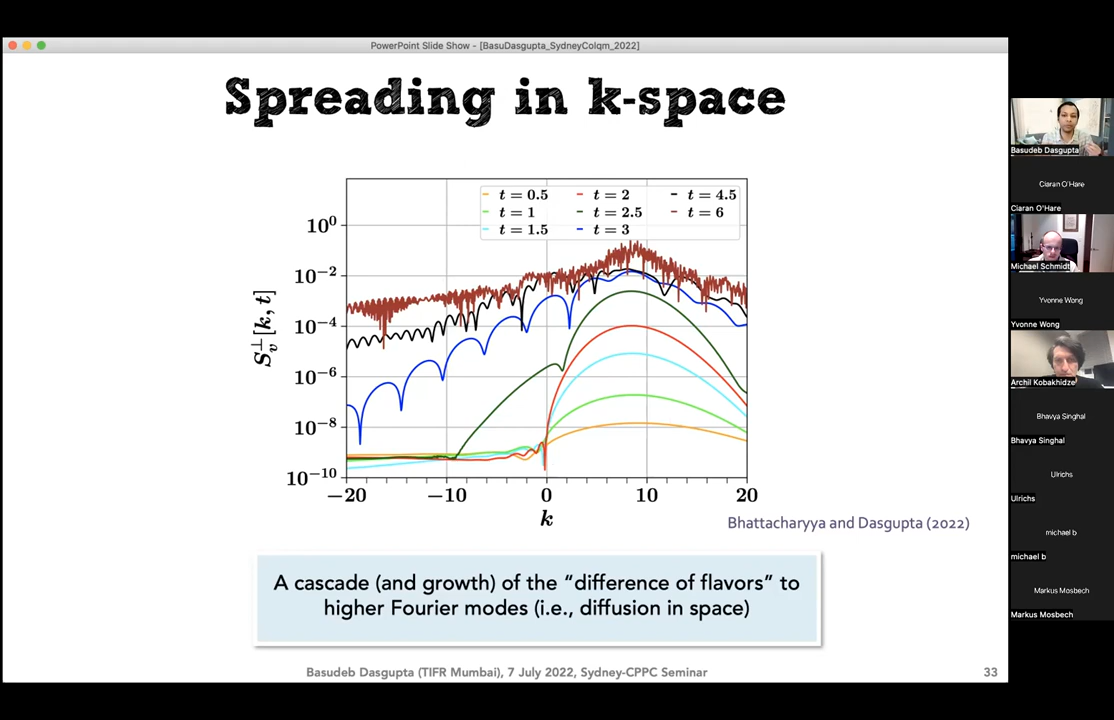 PowerPoint Slide Show - [BasuDasgupta_SydneyColqm_2022]
Spreading in k-space
t = 0.5
t = 2
t = 4.5
t = 1
t = 2.5
t = 6
t = 1.5
t = 3
10⁰
10⁻²
10⁻⁴
10⁻⁶
10⁻⁸
10⁻¹⁰
S_v^⊥[k, t]
−20
−10
0
10
20
k
Bhattacharyya and Dasgupta (2022)
A cascade (and growth) of the “difference of flavors” to
higher Fourier modes (i.e., diffusion in space)
Basudeb Dasgupta (TIFR Mumbai), 7 July 2022, Sydney-CPPC Seminar
33
Basudeb Dasgupta
Ciaran O'Hare
Ciaran O'Hare
Michael Schmidt
Yvonne Wong
Yvonne Wong
Archil Kobakhidze
Bhavya Singhal
Bhavya Singhal
Ulrichs
Ulrichs
michael b
michael b
Markus Mosbech
Markus Mosbech